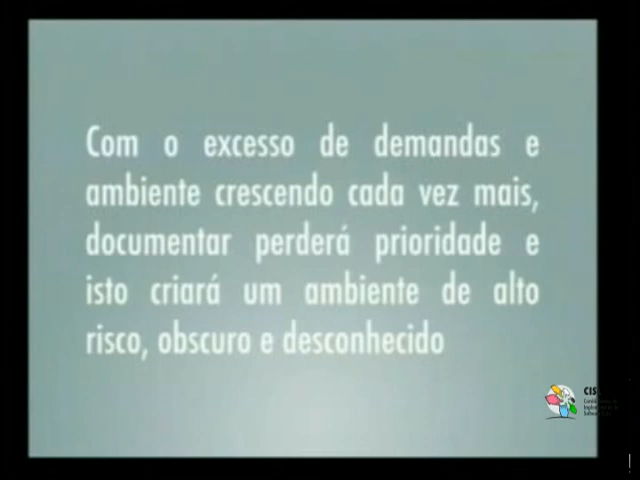 Com o excesso de demandas e
ambiente crescendo cada vez mais,
documentar perderá prioridade e
isto criará um ambiente de alto
risco, obscuro e desconhecido
CIS